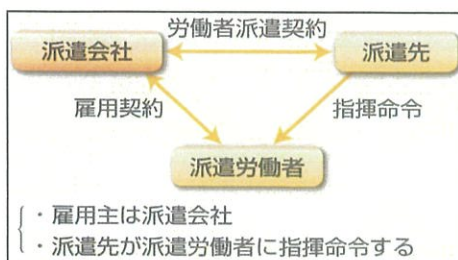 労働者派遣契約
派遣会社
派遣先
雇用契約
指揮命令
派遣労働者
・雇用主は派遣会社
・派遣先が派遣労働者に指揮命令する